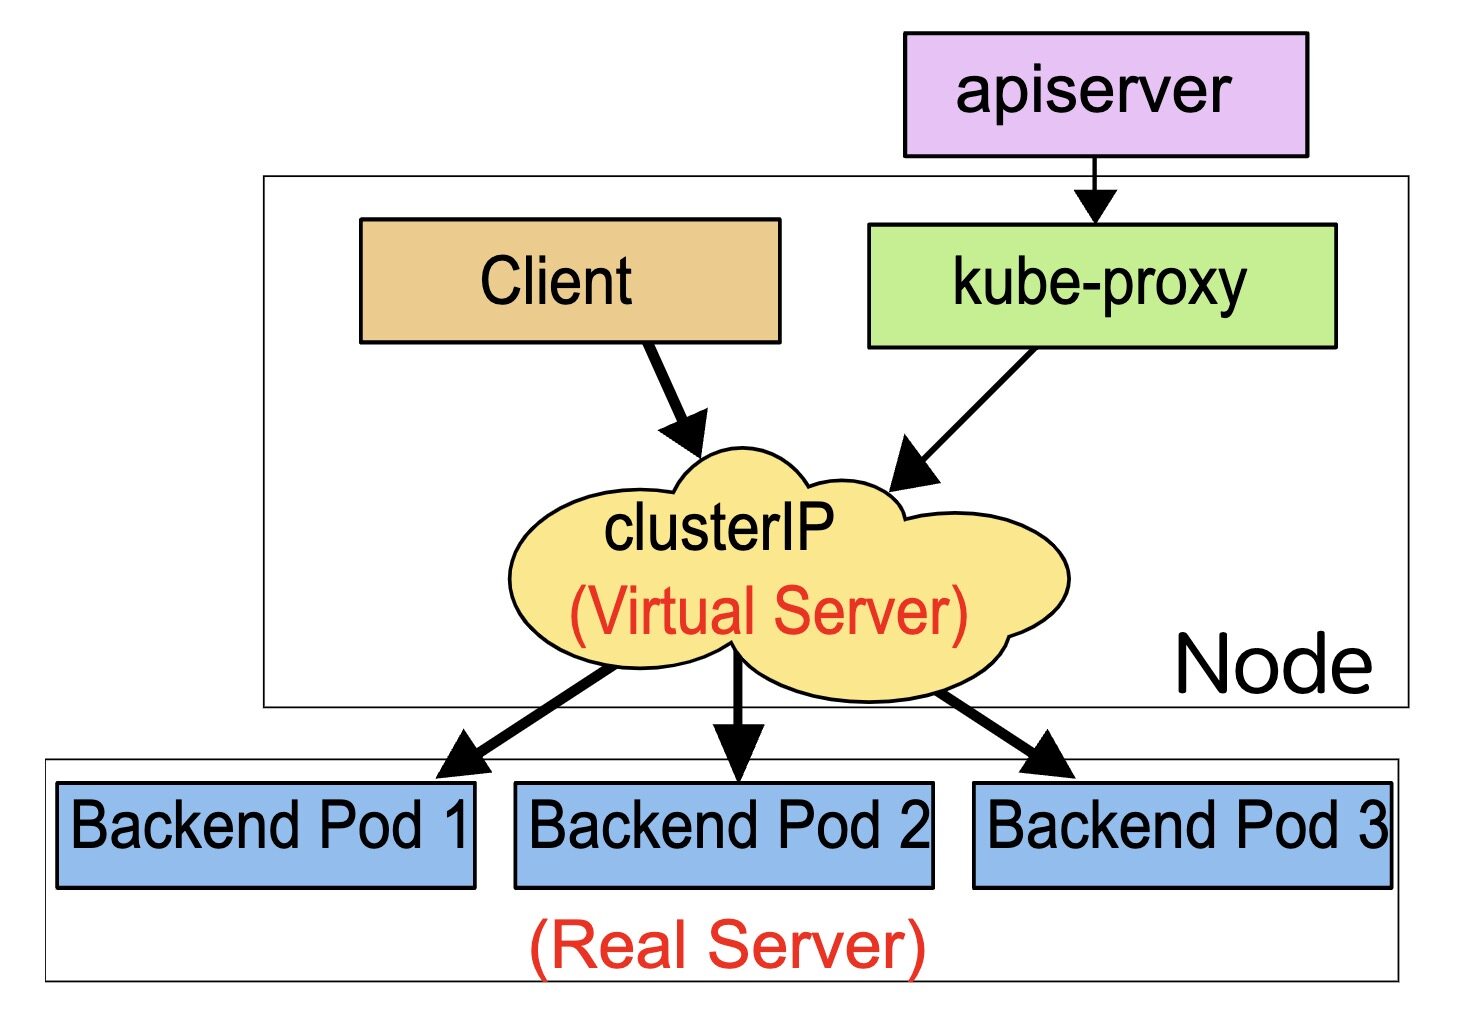 apiserver
Client
kube-proxy
clusterIP
(Virtual Server)
Node
Backend Pod 1
Backend Pod 2
Backend Pod 3
(Real Server)